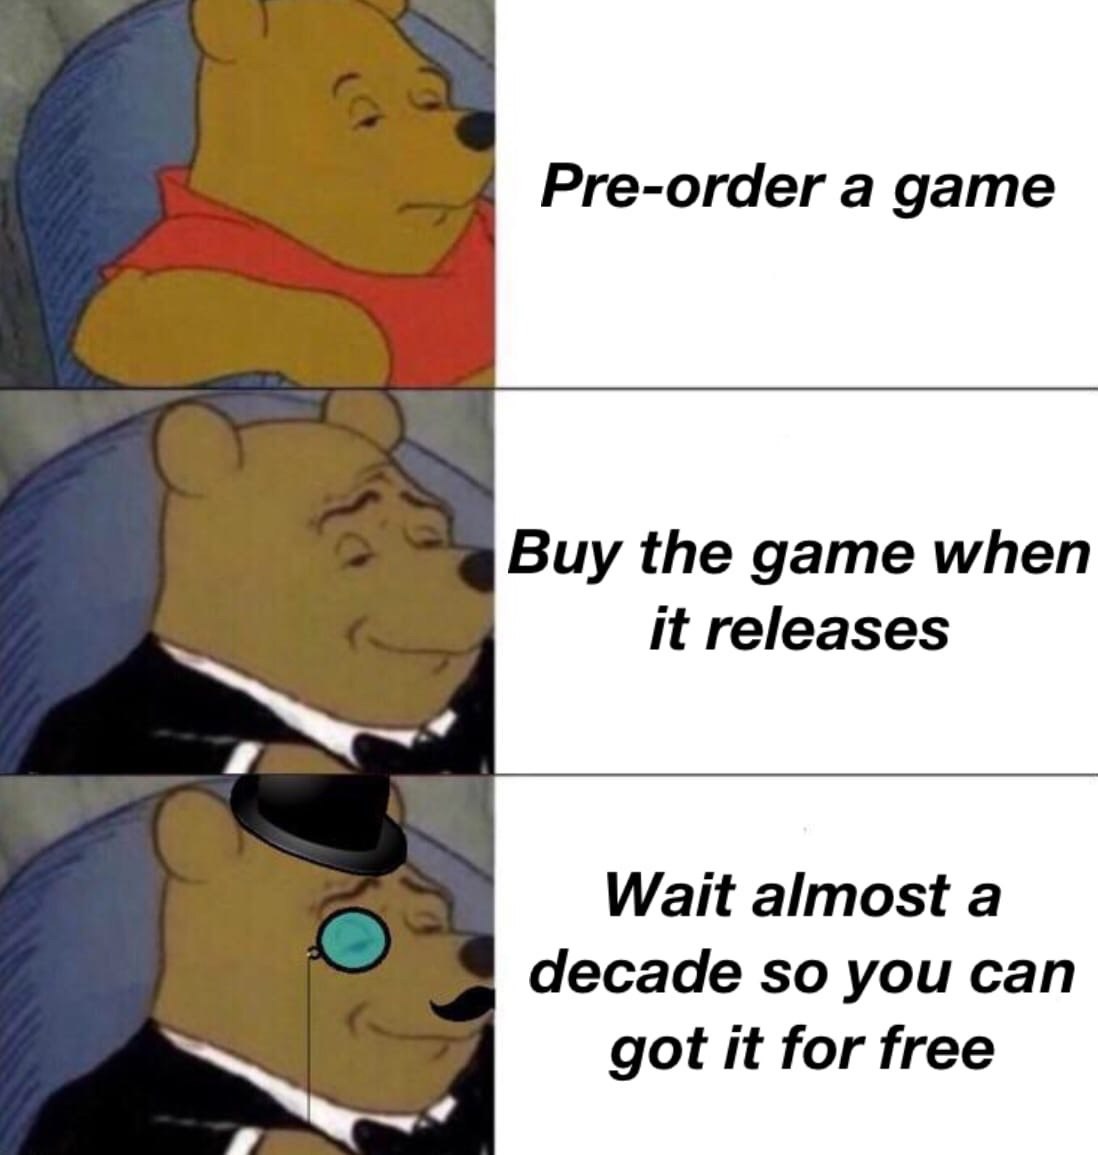 Pre-order a game
Buy the game when
it releases
Wait almost a
decade so you can
got it for free